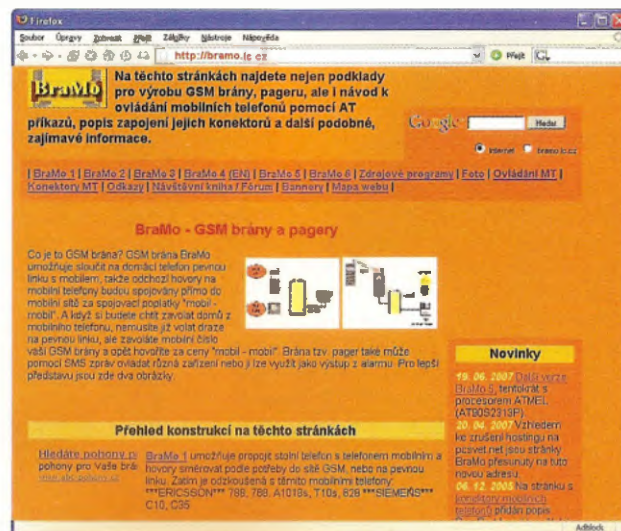 Firefox
Soubor Úpravy Zobrazit Přejít Záložky Nástroje Nápověda
http://bramo.ic.cz
Přejít
BraMo
Na těchto stránkách najdete nejen podklady
pro výrobu GSM brány, pageru, ale i návod k
ovládání mobilních telefonů pomocí AT
příkazů, popis zapojení jejich konektorů a další podobné,
zajímavé informace.
Google Hledat
internet bramo.ic.cz
| BraMo 1 | BraMo 2 | BraMo 3 | BraMo 4 (EN) | BraMo 5 | BraMo 6 | Zdrojové programy | Foto | Ovládání MT |
Konektory MT | Odkazy | Návštěvní kniha / Fórum | Bannery | Mapa webu |
BraMo - GSM brány a pagery
Co je to GSM brána? GSM brána BraMo
umožňuje sloučit na domácí telefon pevnou
linku s mobilem, takže odchozí hovory na
mobilní telefony budou spojovány přímo do
mobilní sítě za spojovací poplatky "mobil -
mobil". A když si budete chtít zavolat domů z
mobilního telefonu, nemusíte již volat draze
na pevnou linku, ale zavoláte mobilní číslo
vaší GSM brány a opět hovoříte za ceny "mobil - mobil". Brána tzv. pager také může
pomocí SMS zpráv ovládat různá zařízení nebo ji lze využít jako výstup z alarmu. Pro lepší
představu jsou zde dva obrázky.
Novinky
19. 06. 2007 Další verze
BraMo 5, tentokrát s
procesorem ATMEL
(AT90S2313P).
20. 04. 2007 Vzhledem
ke zrušení hostingu na
pcsvet.net jsou stránky
BraMo přesunuty na tuto
novou adresu.
06. 12. 2005 Na stránku s
konektory mobilních
telefonů přidán popis
Přehled konstrukcí na těchto stránkách
Hledáte pohony p
pohony pro Vaše brá
www.abc-pohony.cz
BraMo 1 umožňuje propojit stolní telefon s telefonem mobilním a
hovory směrovat podle potřeby do sítě GSM, nebo na pevnou
linku. Zatím je odzkoušená s těmito mobilními telefony:
***ERICSSON*** 788, 768, A1018s, T10s, 628 ***SIEMENS***
C10, C35
Adblock